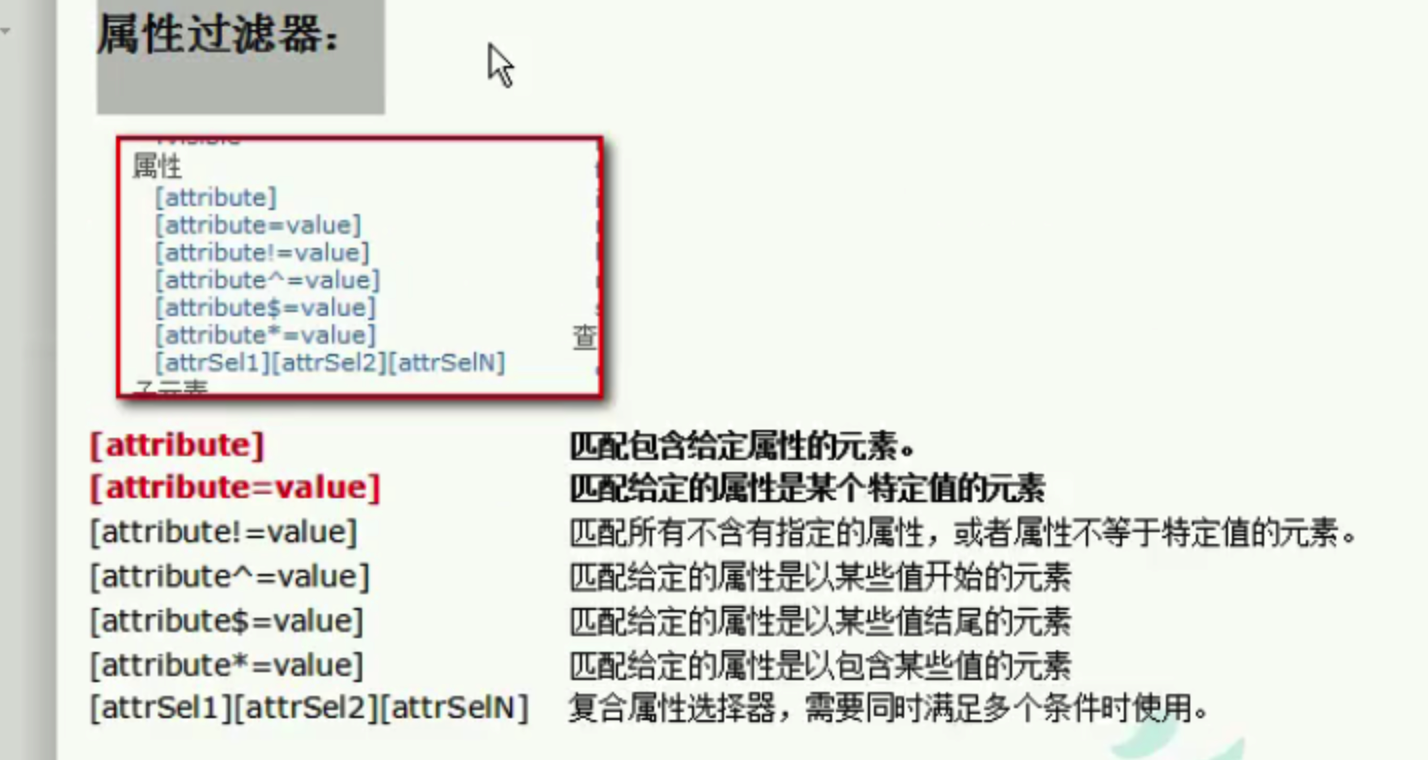 属性过滤器：
属性
[attribute]
[attribute=value]
[attribute!=value]
[attribute^=value]
[attribute$=value]
[attribute*=value]
查
[attrSel1][attrSel2][attrSelN]
子元素
[attribute] 匹配包含给定属性的元素。
[attribute=value] 匹配给定的属性是某个特定值的元素
[attribute!=value] 匹配所有不含有指定的属性，或者属性不等于特定值的元素。
[attribute^=value] 匹配给定的属性是以某些值开始的元素
[attribute$=value] 匹配给定的属性是以某些值结尾的元素
[attribute*=value] 匹配给定的属性是以包含某些值的元素
[attrSel1][attrSel2][attrSelN] 复合属性选择器，需要同时满足多个条件时使用。